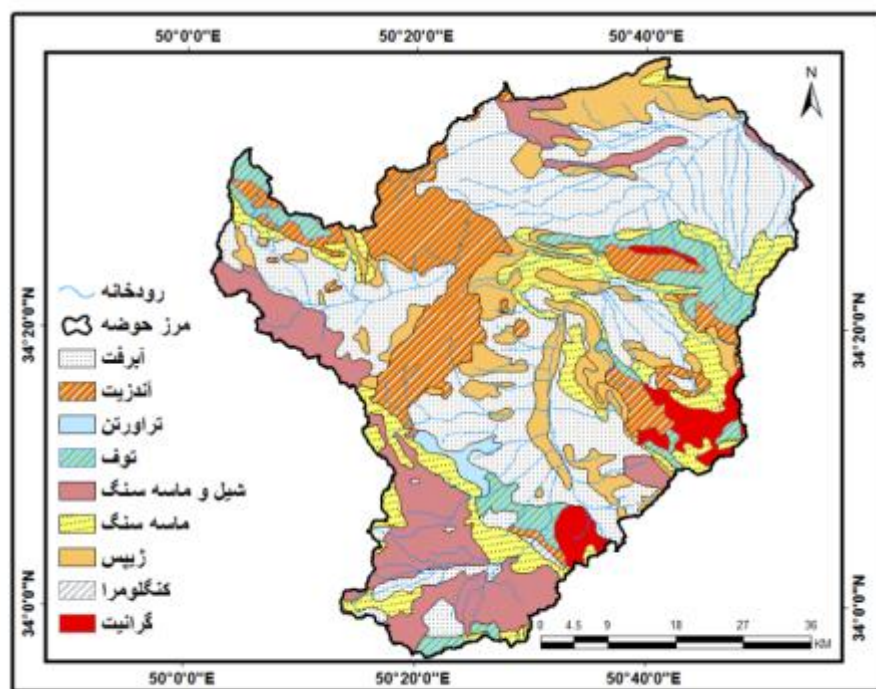 50°0'0"E 50°20'0"E 50°40'0"E
N
34°20'0"N
34°0'0"N
رودخانه
مرز حوضه
آبرفت
آندزیت
تراورتن
توف
شیل و ماسه سنگ
ماسه سنگ
ژیپس
کنگلومرا
گرانیت
34°20'0"N
34°0'0"N
0 4.5 9 18 27 36
KM
50°0'0"E 50°20'0"E 50°40'0"E